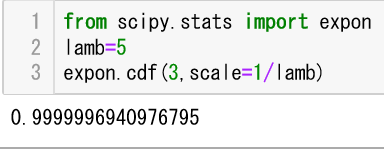 1 from scipy.stats import expon
2 lamb=5
3 expon.cdf(3,scale=1/lamb)
0.9999996940976795